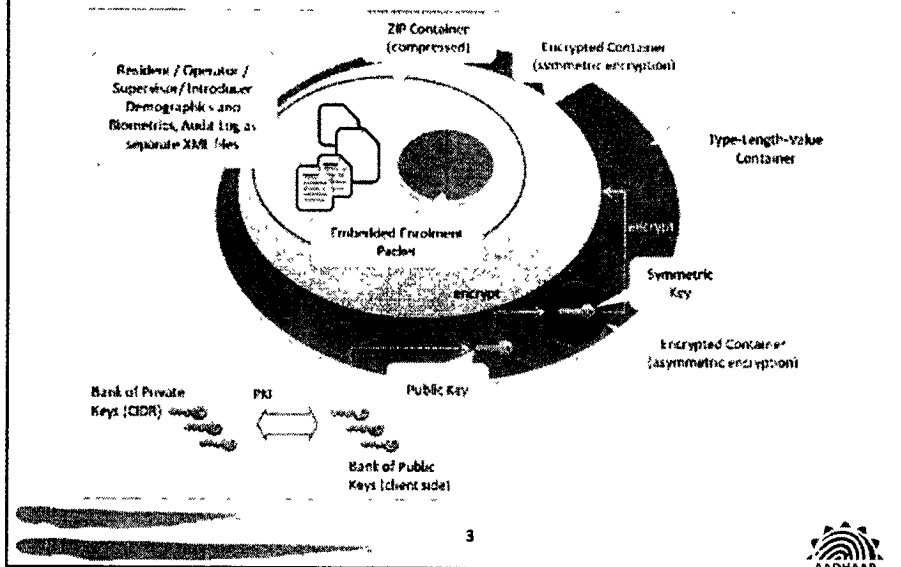 ZIP Container
(compressed)
Encrypted Container
(symmetric encryption)
Resident / Operator /
Supervisor/ Introducer
Demographics and
Biometrics, Audit Log as
separate XML files
Type-Length-Value
Container
Embedded Enrolment
Packet
encrypt
encrypt
Symmetric
Key
Encrypted Container
(asymmetric encryption)
Public Key
Bank of Private
Keys (CIDR)
PKI
Bank of Public
Keys (client side)
3
AADHAAR